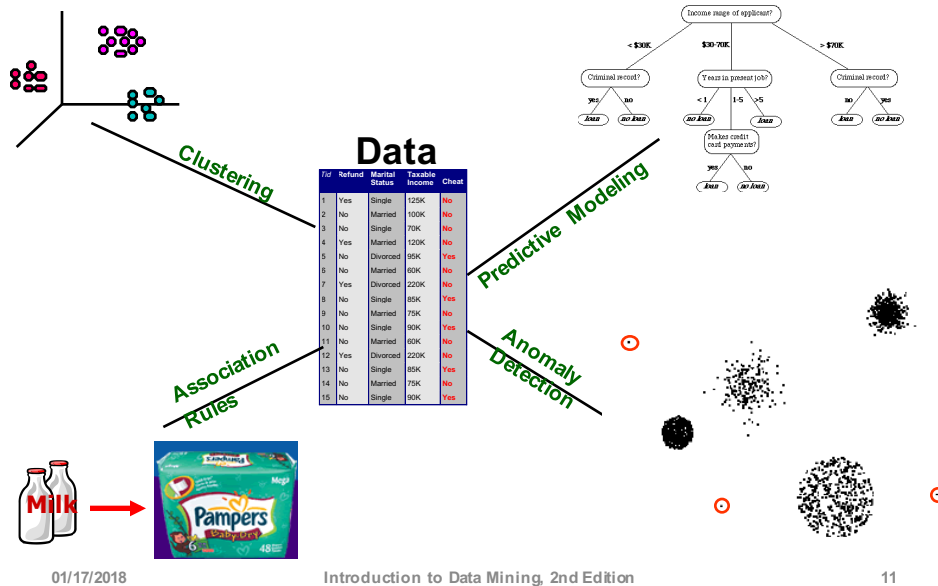 Income range of applicant?
< $30K $30-70K > $70K
Criminal record? Years in present job? Criminal record?
yes no < 1 1-5 >5 no yes
loan no loan no loan loan loan no loan
Makes credit
card payments?
yes no
loan no loan
Clustering
Data
Predictive Modeling
Tid Refund Marital Status Taxable Income Cheat
1 Yes Single 125K No
2 No Married 100K No
3 No Single 70K No
4 Yes Married 120K No
5 No Divorced 95K Yes
6 No Married 60K No
7 Yes Divorced 220K No
8 No Single 85K Yes
9 No Married 75K No
10 No Single 90K Yes
11 No Married 60K No
12 Yes Divorced 220K No
13 No Single 85K Yes
14 No Married 75K No
15 No Single 90K Yes
Association
Rules
Anomaly
Detection
Milk
Pampers
Mega
Pampers
Baby-Dry
6
48
01/17/2018 Introduction to Data Mining, 2nd Edition 11